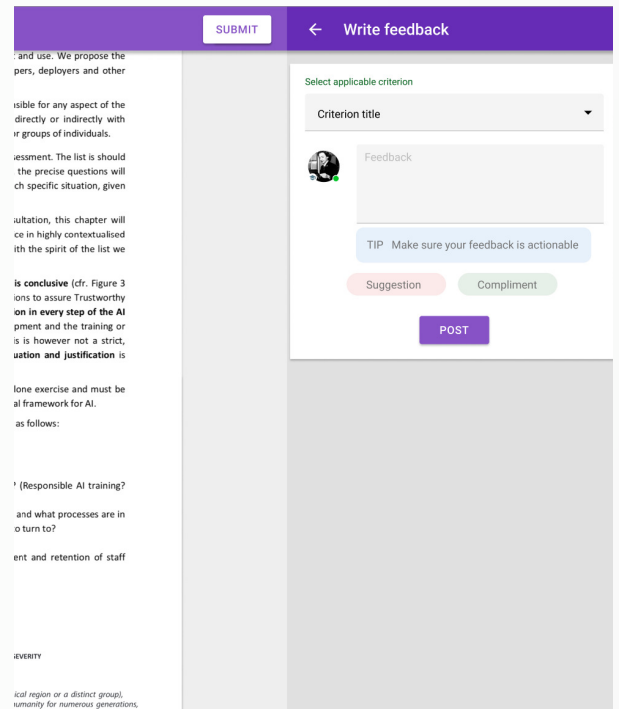 SUBMIT
and use. We propose the
pers, deployers and other
sible for any aspect of the
directly or indirectly with
or groups of individuals.
sessment. The list is should
the precise questions will
ch specific situation, given
sultation, this chapter will
ce in highly contextualised
ith the spirit of the list we
is conclusive (cfr. Figure 3
ions to assure Trustworthy
ion in every step of the AI
opment and the training or
is is however not a strict,
uation and justification is
lone exercise and must be
al framework for AI.
as follows:
? (Responsible AI training?
and what processes are in
to turn to?
ent and retention of staff
SEVERITY
ical region or a distinct group),
humanity for numerous generations,
← Write feedback
Select applicable criterion
Criterion title
Feedback
TIP Make sure your feedback is actionable
Suggestion Compliment
POST